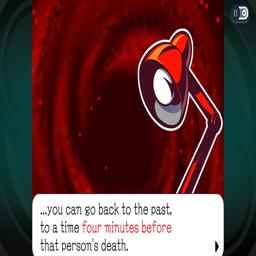 ...you can go back to the past,
to a time four minutes before
that person's death.